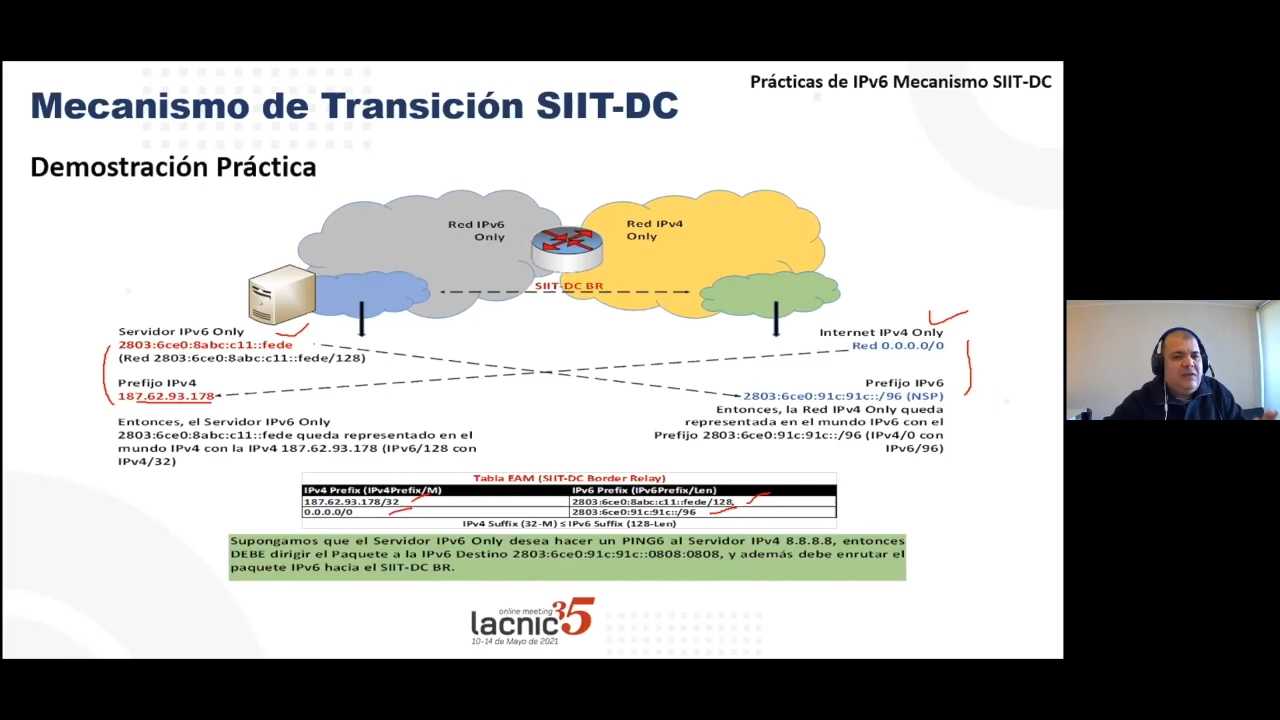 Prácticas de IPv6 Mecanismo SIIT-DC
Mecanismo de Transición SIIT-DC
Demostración Práctica
Red IPv6
Only
Red IPv4
Only
SIIT-DC BR
Servidor IPv6 Only
2803:6ce0:8abc:c11::fede
(Red 2803:6ce0:8abc:c11::fede/128)
Prefijo IPv4
187.62.93.178
Entonces, el Servidor IPv6 Only
2803:6ce0:8abc:c11::fede queda representado en el
mundo IPv4 con la IPv4 187.62.93.178 (IPv6/128 con
IPv4/32)
Internet IPv4 Only
Red 0.0.0.0/0
Prefijo IPv6
2803:6ce0:91c:91c::/96 (NSP)
Entonces, la Red IPv4 Only queda
representada en el mundo IPv6 con el
Prefijo 2803:6ce0:91c:91c::/96 (IPv4/0 con
IPv6/96)
Tabla EAM (SIIT-DC Border Relay)
IPv4 Prefix (IPv4Prefix/M) IPv6 Prefix (IPv6Prefix/Len)
187.62.93.178/32 2803:6ce0:8abc:c11::fede/128
0.0.0.0/0 2803:6ce0:91c:91c::/96
IPv4 Suffix (32-M) ≤ IPv6 Suffix (128-Len)
Supongamos que el Servidor IPv6 Only desea hacer un PING6 al Servidor IPv4 8.8.8.8, entonces
DEBE dirigir el Paquete a la IPv6 Destino 2803:6ce0:91c:91c::0808:0808, y además debe enrutar el
paquete IPv6 hacia el SIIT-DC BR.
online meeting
lacnic35
10-14 de Mayo de 2021